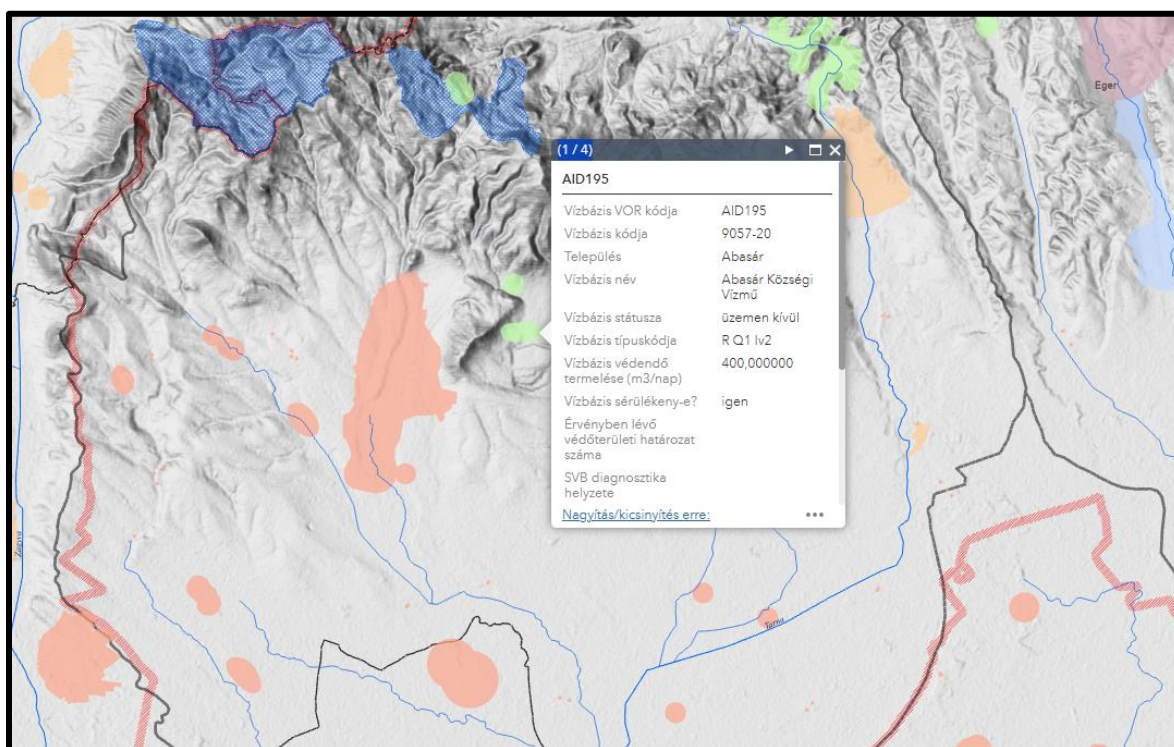 Eger
(1 / 4)
AID195
Vízbázis VOR kódja AID195
Vízbázis kódja 9057-20
Település Abasár
Vízbázis név Abasár Községi
Vízmű
Vízbázis státusza üzemen kívül
Vízbázis típuskódja R Q1 lv2
Vízbázis védendő
termelése (m3/nap) 400,000000
Vízbázis sérülékeny-e? igen
Érvényben lévő
védőterületi határozat
száma
SVB diagnosztika
helyzete
Nagyítás/kicsinyítés erre: •••
Zagyva
Tarna